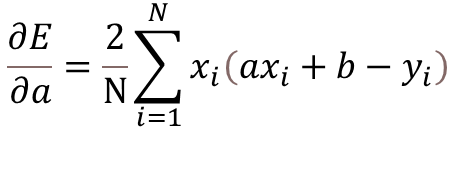 ∂E/∂a = 2/N ∑_{i=1}^{N} x_i(ax_i + b − y_i)